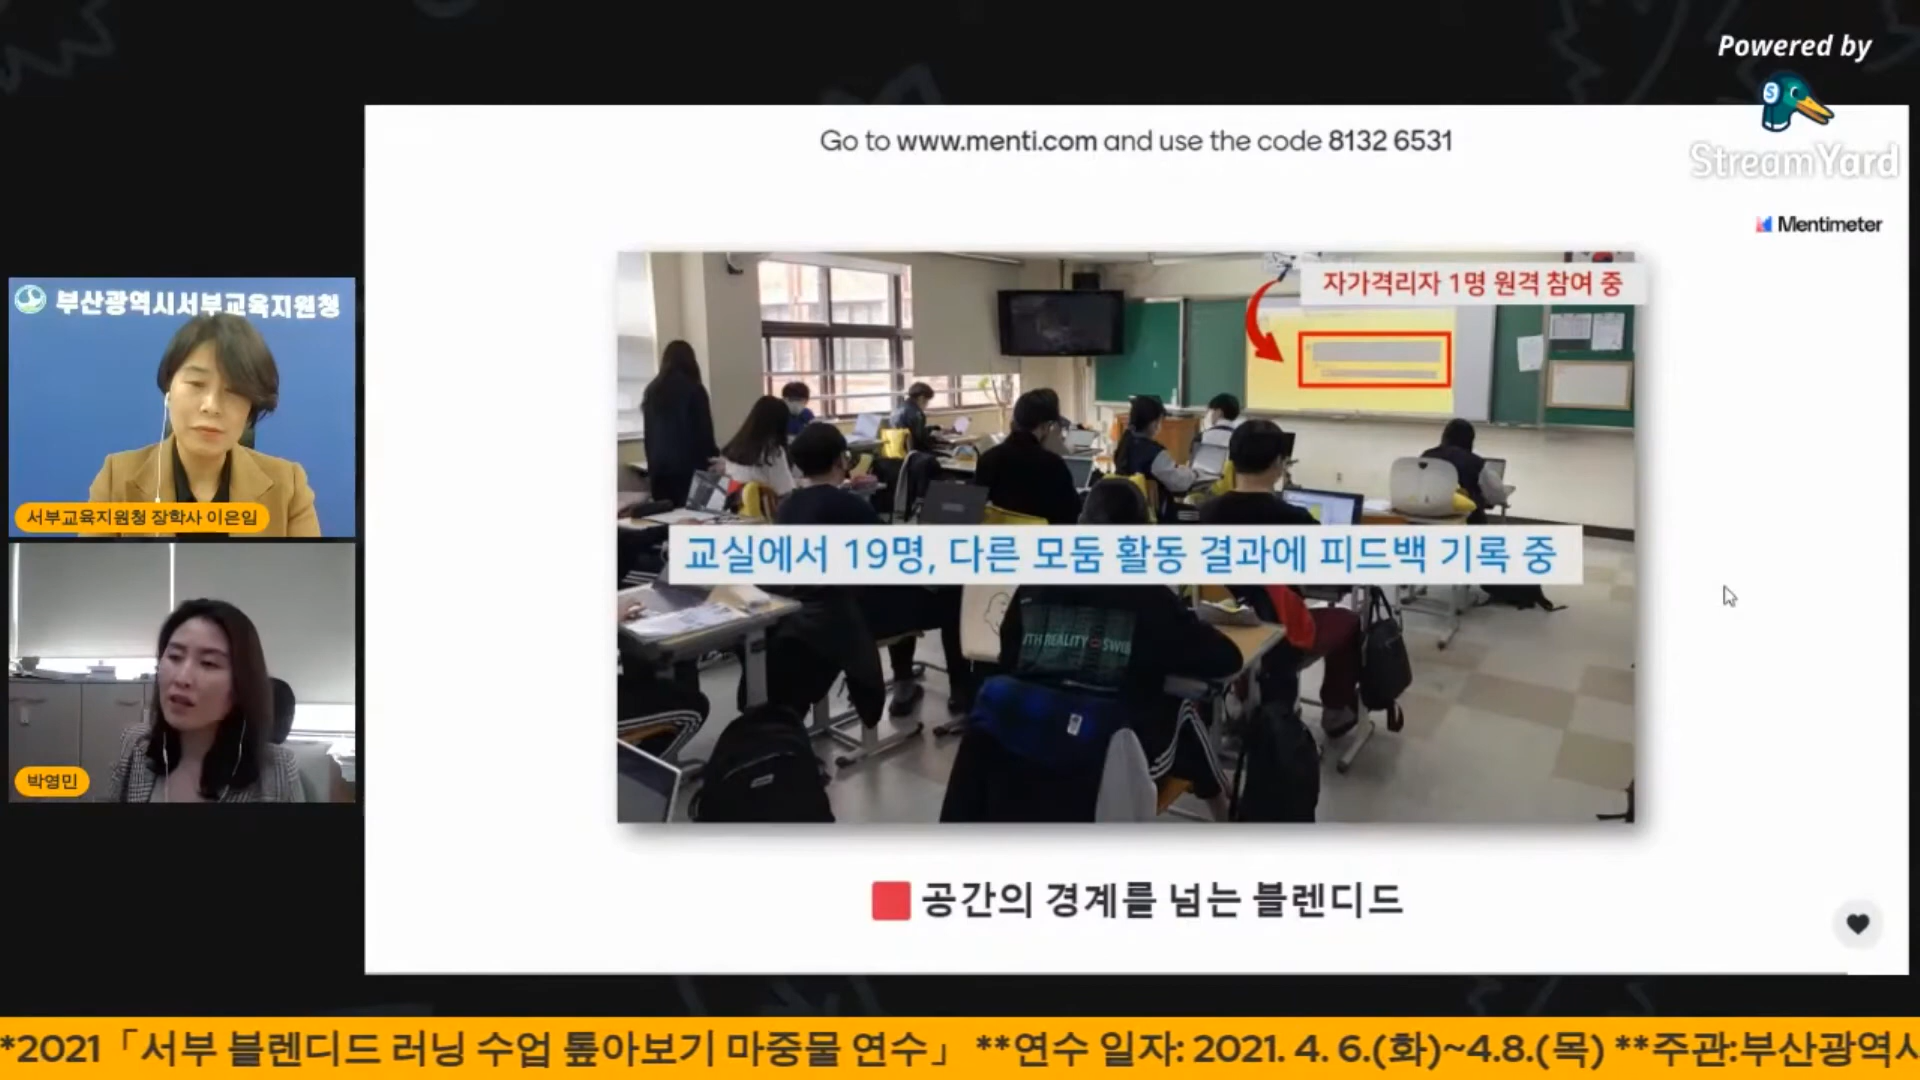 Powered by
StreamYard
Go to www.menti.com and use the code 8132 6531
Mentimeter
부산광역시서부교육지원청
서부교육지원청 장학사 이은임
박영민
자가격리자 1명 원격 참여 중
교실에서 19명, 다른 모둠 활동 결과에 피드백 기록 중
공간의 경계를 넘는 블렌디드
*2021「서부 블렌디드 러닝 수업 톺아보기 마중물 연수」 **연수 일자: 2021. 4. 6.(화)~4.8.(목) **주관:부산광역시